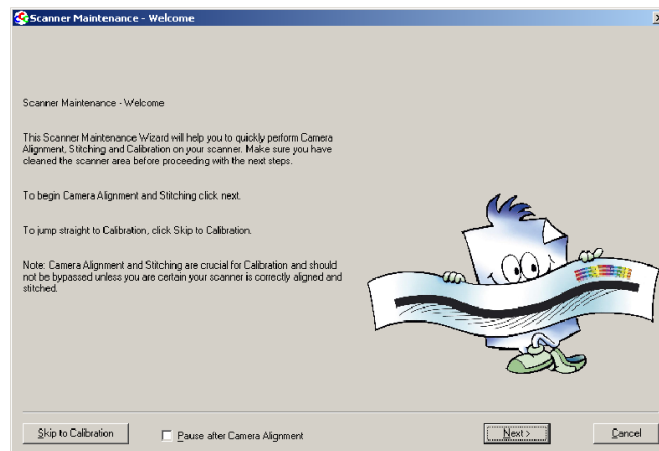 Scanner Maintenance - Welcome
Scanner Maintenance - Welcome
This Scanner Maintenance Wizard will help you to quickly perform Camera
Alignment, Stitching and Calibration on your scanner. Make sure you have
cleaned the scanner area before proceeding with the next steps.
To begin Camera Alignment and Stitching click next.
To jump straight to Calibration, click Skip to Calibration.
Note: Camera Alignment and Stitching are crucial for Calibration and should
not be bypassed unless you are certain your scanner is correctly aligned and
stitched.
Skip to Calibration
Pause after Camera Alignment
Next >
Cancel